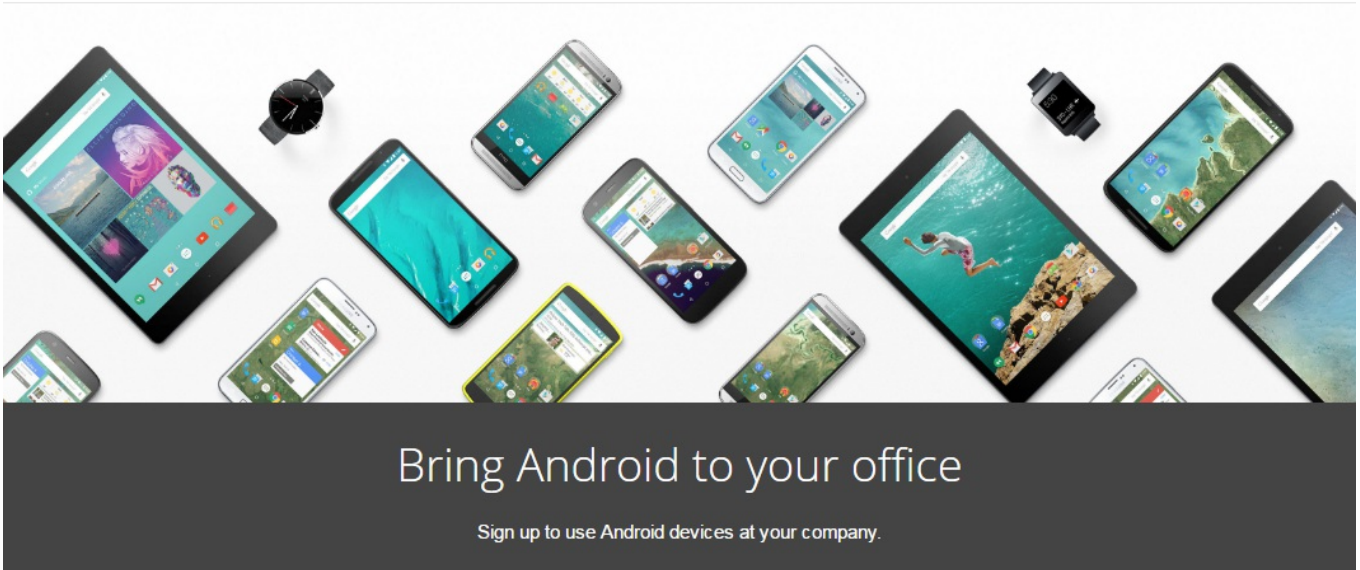 Bring Android to your office
Sign up to use Android devices at your company.